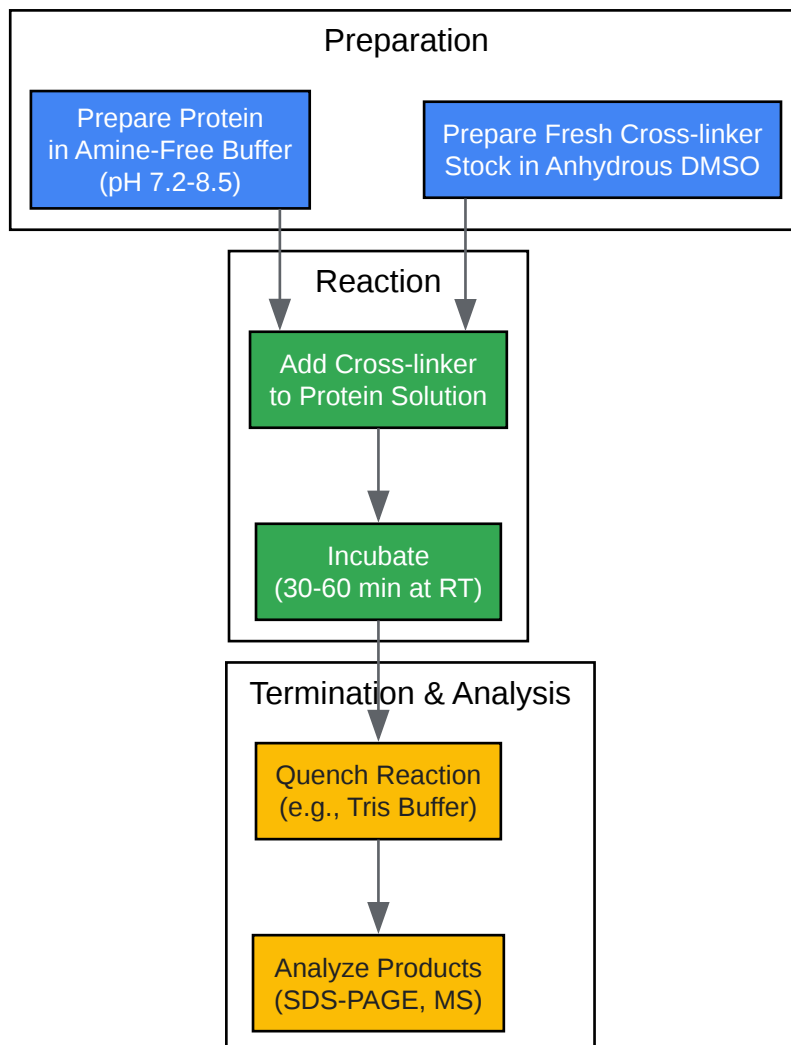 Preparation
Prepare Protein
in Amine-Free Buffer
(pH 7.2-8.5)
Prepare Fresh Cross-linker
Stock in Anhydrous DMSO
Reaction
Add Cross-linker
to Protein Solution
Incubate
(30-60 min at RT)
Termination & Analysis
Quench Reaction
(e.g., Tris Buffer)
Analyze Products
(SDS-PAGE, MS)